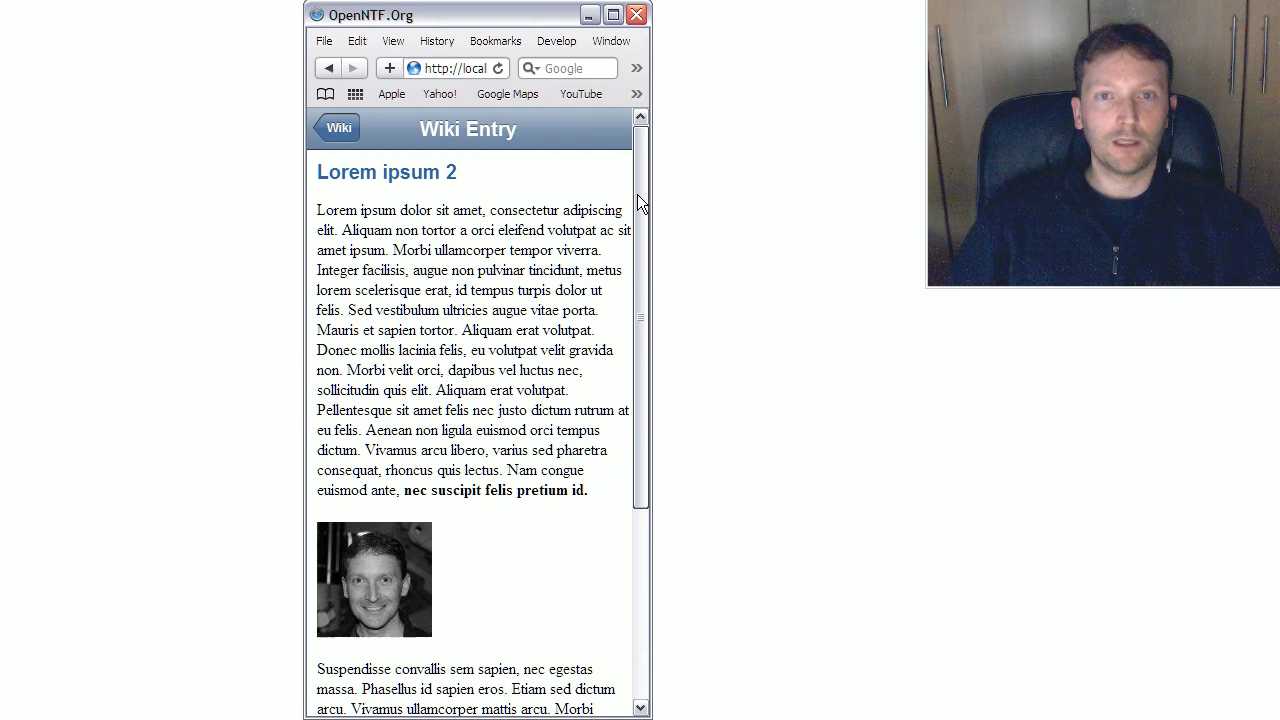 OpenNTF.Org
File Edit View History Bookmarks Develop Window
http://local Google
Apple Yahoo! Google Maps YouTube
Wiki Wiki Entry
Lorem ipsum 2
Lorem ipsum dolor sit amet, consectetur adipiscing
elit. Aliquam non tortor a orci eleifend volutpat ac sit
amet ipsum. Morbi ullamcorper tempor viverra.
Integer facilisis, augue non pulvinar tincidunt, metus
lorem scelerisque erat, id tempus turpis dolor ut
felis. Sed vestibulum ultricies augue vitae porta.
Mauris et sapien tortor. Aliquam erat volutpat.
Donec mollis lacinia felis, eu volutpat velit gravida
non. Morbi velit orci, dapibus vel luctus nec,
sollicitudin quis elit. Aliquam erat volutpat.
Pellentesque sit amet felis nec justo dictum rutrum at
eu felis. Aenean non ligula euismod orci tempus
dictum. Vivamus arcu libero, varius sed pharetra
consequat, rhoncus quis lectus. Nam congue
euismod ante, nec suscipit felis pretium id.
Suspendisse convallis sem sapien, nec egestas
massa. Phasellus id sapien eros. Etiam sed dictum
arcu. Vivamus ullamcorper mattis arcu. Morbi